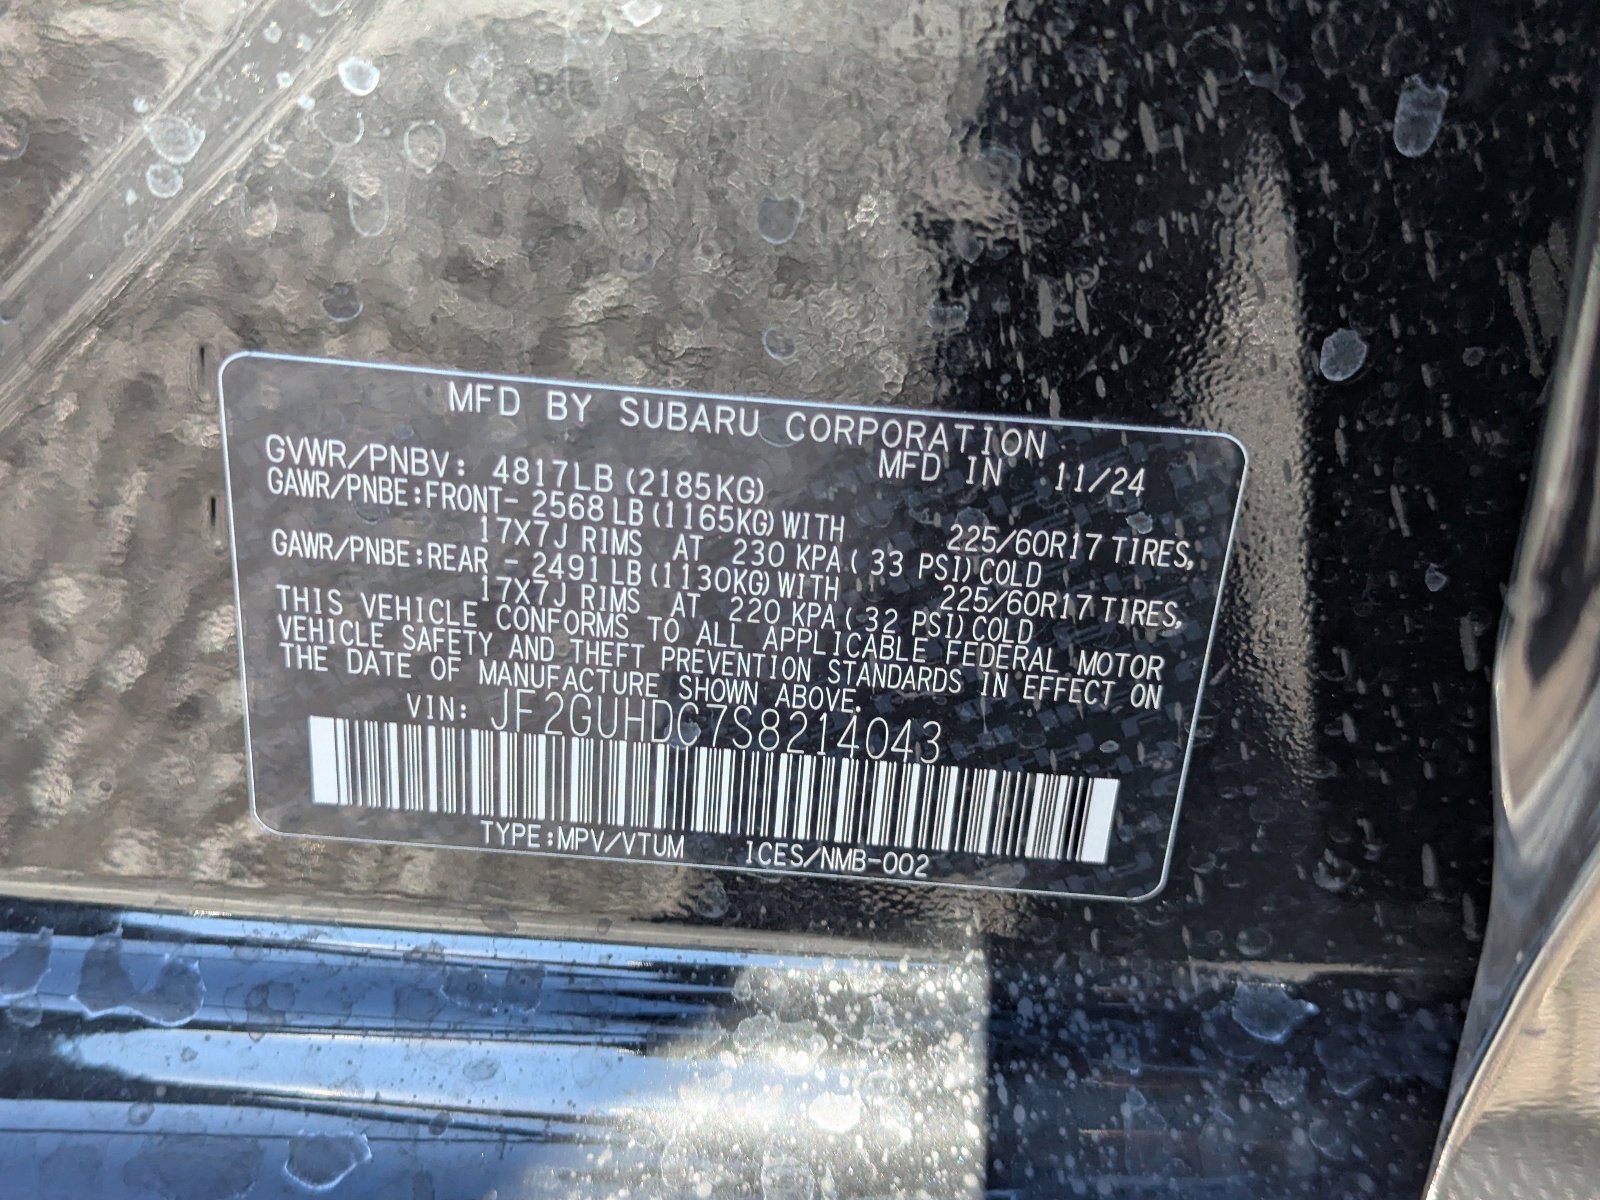 MFD BY SUBARU CORPORATION
GVWR/PNBV: 4817LB (2185KG) MFD IN 11/24
GAWR/PNBE:FRONT- 2568 LB (1165KG) WITH 225/60R17 TIRES,
17X7J RIMS AT 230 KPA ( 33 PSI) COLD
GAWR/PNBE:REAR - 2491 LB (1130KG) WITH 225/60R17 TIRES,
17X7J RIMS AT 220 KPA ( 32 PSI) COLD
THIS VEHICLE CONFORMS TO ALL APPLICABLE FEDERAL MOTOR
VEHICLE SAFETY AND THEFT PREVENTION STANDARDS IN EFFECT ON
THE DATE OF MANUFACTURE SHOWN ABOVE.
VIN: JF2GUHDC7S8214043
TYPE:MPV/VTUM ICES/NMB-002